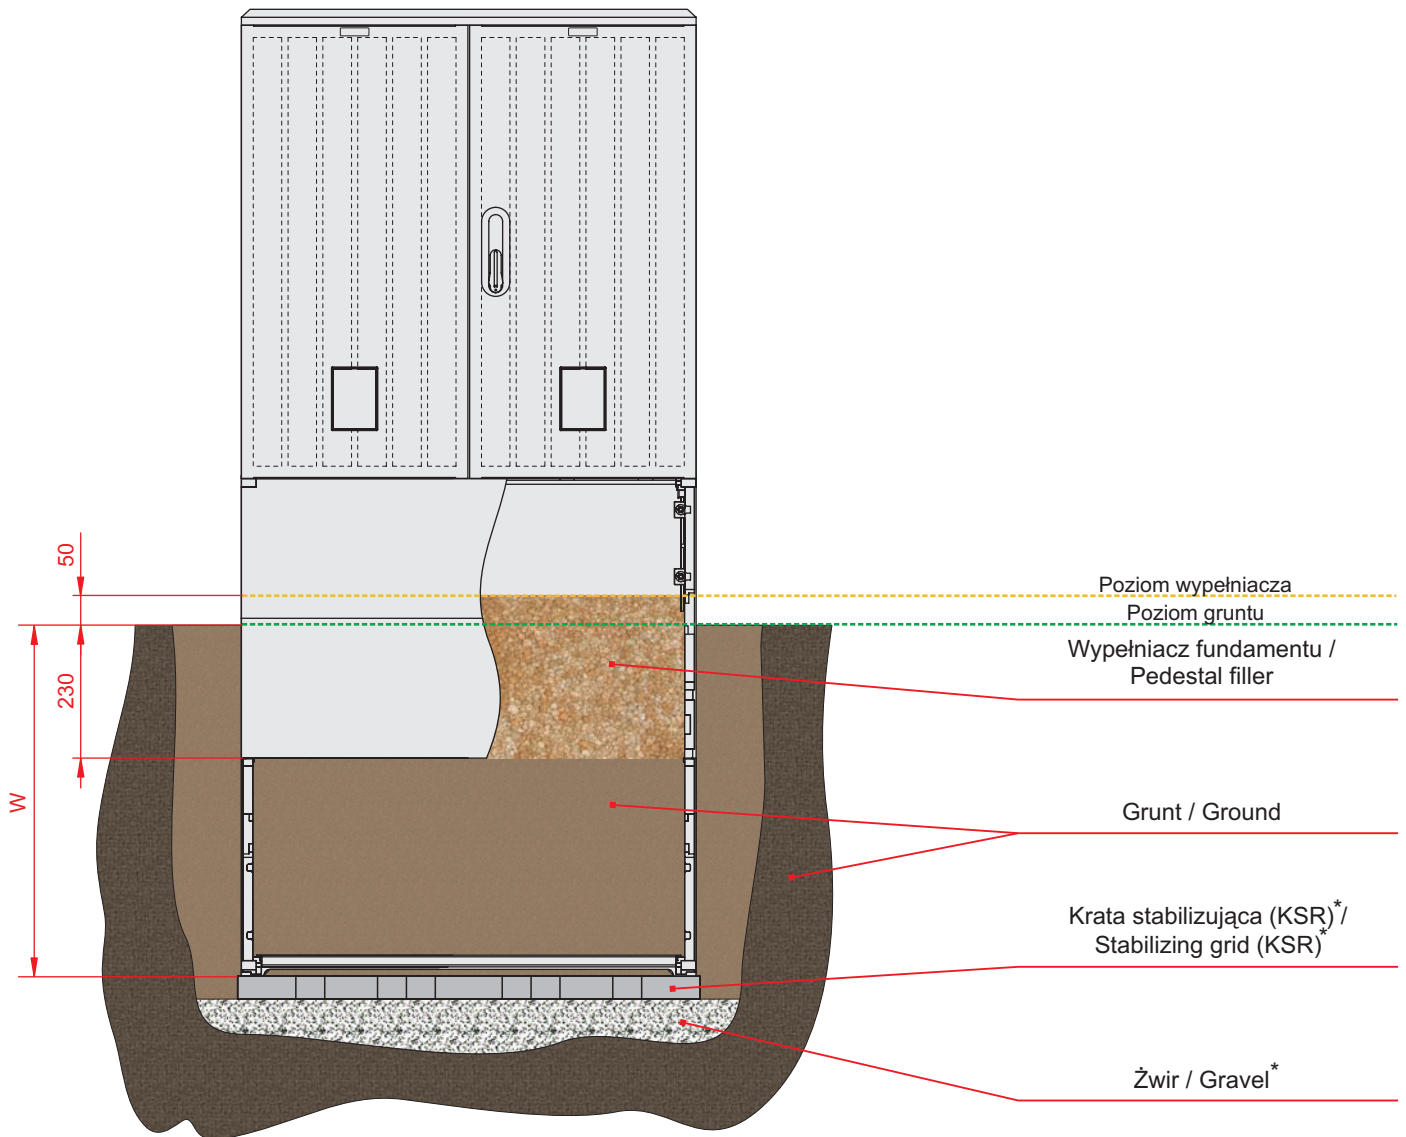 50
Poziom wypełniacza
Poziom gruntu
Wypełniacz fundamentu /
Pedestal filler
230
W
Grunt / Ground
Krata stabilizująca (KSR)*/
Stabilizing grid (KSR)*
Żwir / Gravel*